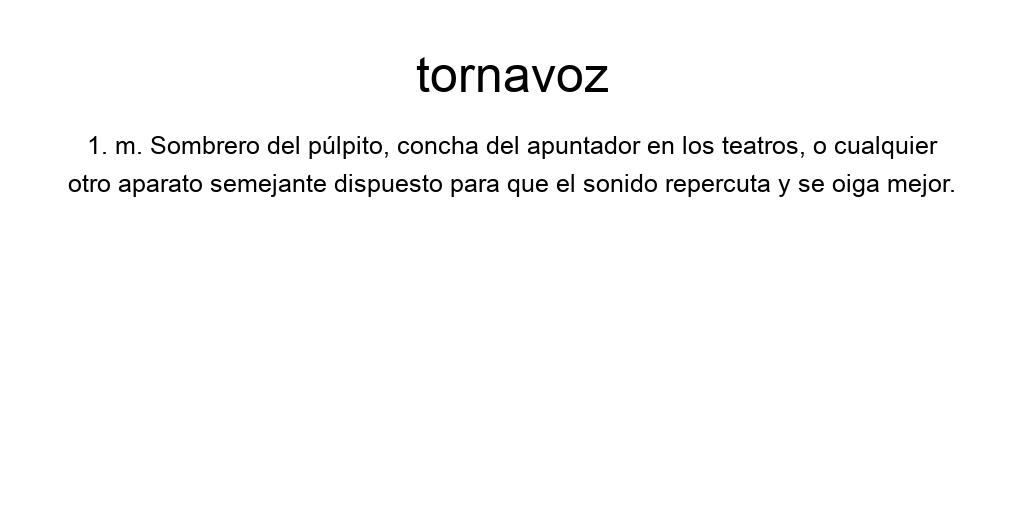 tornavoz
1. m. Sombrero del púlpito, concha del apuntador en los teatros, o cualquier
otro aparato semejante dispuesto para que el sonido repercuta y se oiga mejor.